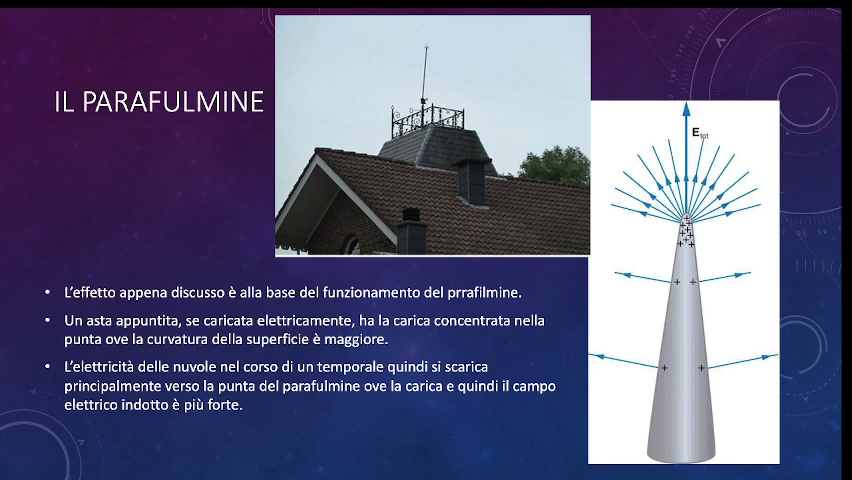 IL PARAFULMINE
E tot
• L'effetto appena discusso è alla base del funzionamento del prrafilmine.
• Un asta appuntita, se caricata elettricamente, ha la carica concentrata nella
punta ove la curvatura della superficie è maggiore.
• L'elettricità delle nuvole nel corso di un temporale quindi si scarica
principalmente verso la punta del parafulmine ove la carica e quindi il campo
elettrico indotto è più forte.